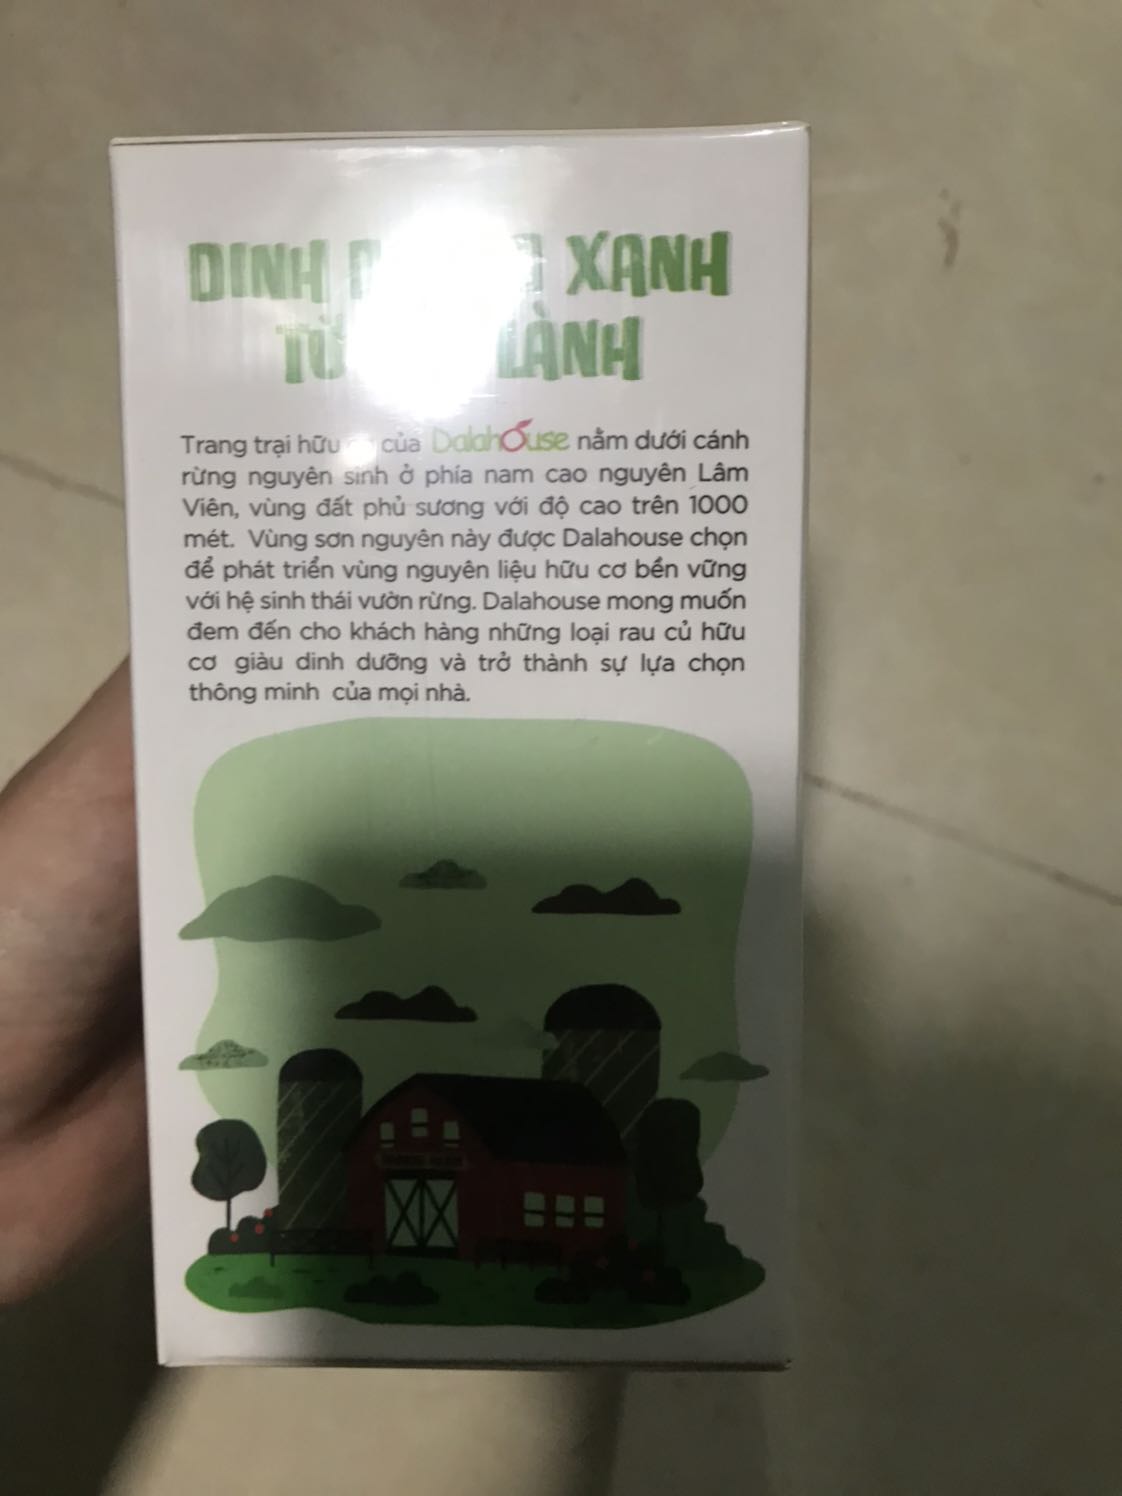 DINH XANH
TỪ LÀNH
Trang trại hữu của Dalahouse nằm dưới cánh
rừng nguyên sinh ở phía nam cao nguyên Lâm
Viên, vùng đất phủ sương với độ cao trên 1000
mét. Vùng sơn nguyên này được Dalahouse chọn
để phát triển vùng nguyên liệu hữu cơ bền vững
với hệ sinh thái vườn rừng. Dalahouse mong muốn
đem đến cho khách hàng những loại rau củ hữu
cơ giàu dinh dưỡng và trở thành sự lựa chọn
thông minh của mọi nhà.